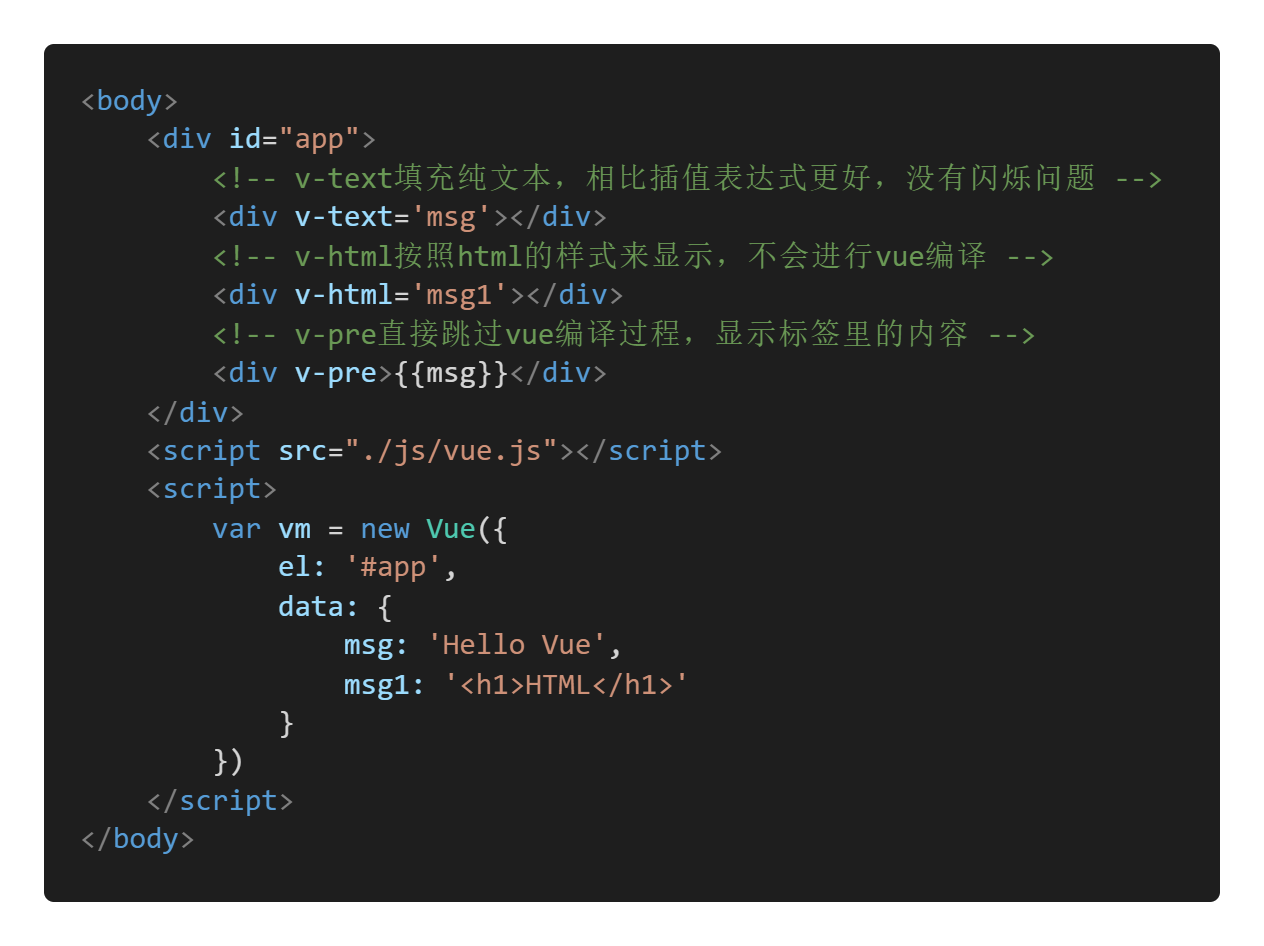 <body>
    <div id="app">
        <!-- v-text填充纯文本，相比插值表达式更好，没有闪烁问题 -->
        <div v-text='msg'></div>
        <!-- v-html按照html的样式来显示，不会进行vue编译 -->
        <div v-html='msg1'></div>
        <!-- v-pre直接跳过vue编译过程，显示标签里的内容 -->
        <div v-pre>{{msg}}</div>
    </div>
    <script src="./js/vue.js"></script>
    <script>
        var vm = new Vue({
            el: '#app',
            data: {
                msg: 'Hello Vue',
                msg1: '<h1>HTML</h1>'
            }
        })
    </script>
</body>